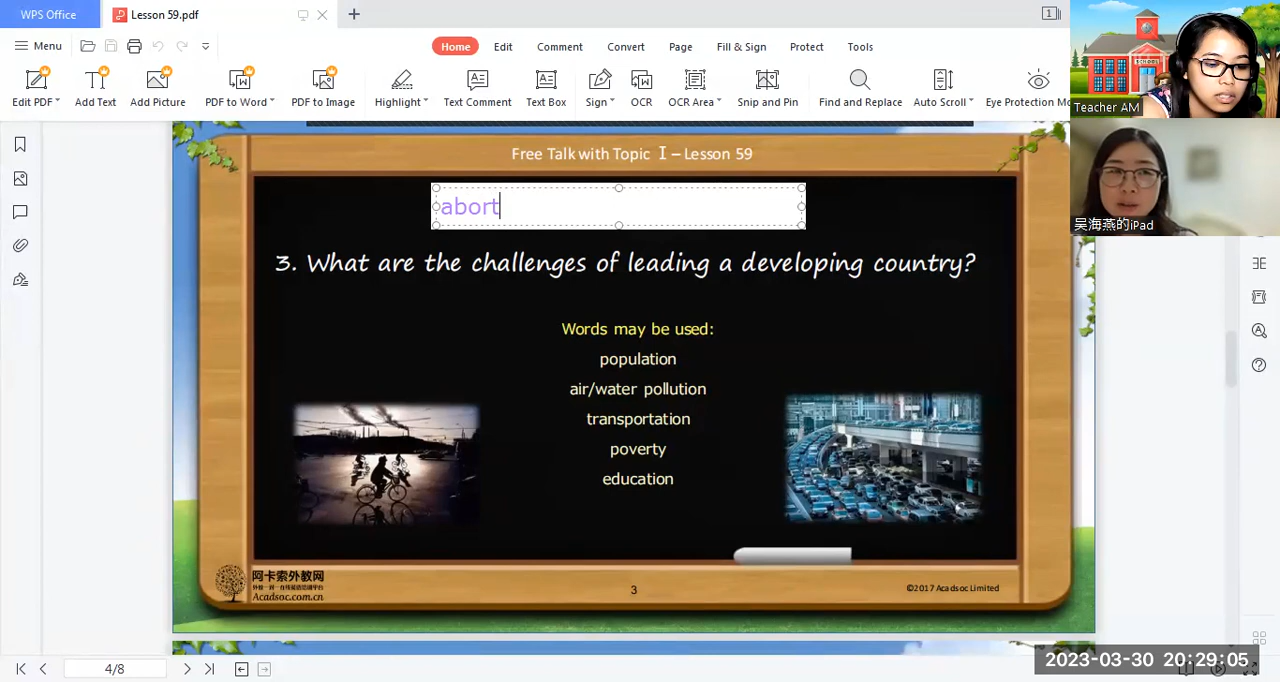 WPS Office
Lesson 59.pdf
1
Menu
Home
Edit
Comment
Convert
Page
Fill & Sign
Protect
Tools
Edit PDF
Add Text
Add Picture
PDF to Word
PDF to Image
Highlight
Text Comment
Text Box
Sign
OCR
OCR Area
Snip and Pin
Find and Replace
Auto Scroll
Eye Protection Mo
SCHOOL
Teacher AM
吴海燕的iPad
Free Talk with Topic I – Lesson 59
abort
3. What are the challenges of leading a developing country?
Words may be used:
population
air/water pollution
transportation
poverty
education
阿卡索外教网
Acadsoc.com.cn
3
©2017 Acadsoc Limited
4/8
2023-03-30 20:29:05